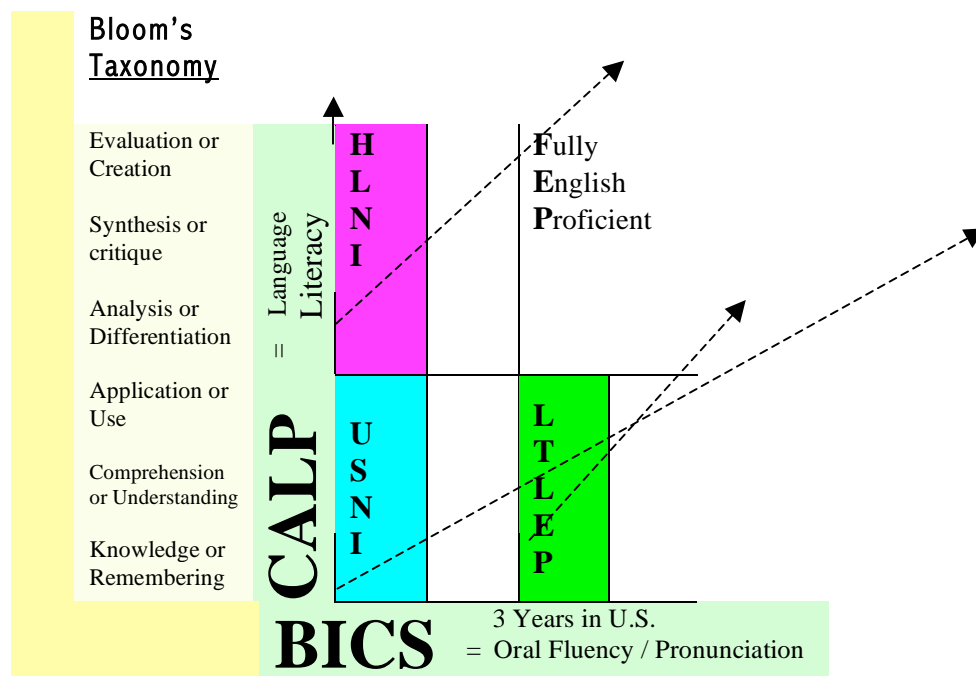 Bloom's
Taxonomy
Evaluation or
Creation
Synthesis or
critique
Analysis or
Differentiation
Application or
Use
Comprehension
or Understanding
Knowledge or
Remembering
CALP = Language
Literacy
H
L
N
I
Fully
English
Proficient
U
S
N
I
L
T
L
E
P
BICS
3 Years in U.S.
= Oral Fluency / Pronunciation